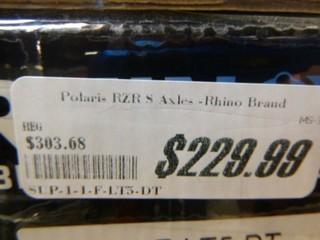 Polaris RZR S Axles -Rhino Brand
REG
$303.68
$229.99
SUP-1-1-F-LT5-DT